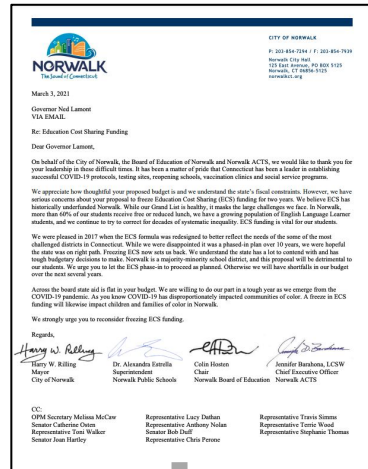 CITY OF NORWALK
P: 203-854-7294 / F: 203-854-7939
Norwalk City Hall
125 East Avenue, PO BOX 5125
Norwalk, CT 06856-5125
norwalkct.org
NORWALK
The Sound of Connecticut
March 3, 2021
Governor Ned Lamont
VIA EMAIL
Re: Education Cost Sharing Funding
Dear Governor Lamont,
On behalf of the City of Norwalk, the Board of Education of Norwalk and Norwalk ACTS, we would like to thank you for
your leadership in these difficult times. It has been a matter of pride that Connecticut has been a leader in establishing
successful COVID-19 protocols, testing sites, reopening schools, vaccination clinics and social service programs.
We appreciate how thoughtful your proposed budget is and we understand the state's fiscal constraints. However, we have
serious concerns about your proposal to freeze Education Cost Sharing (ECS) funding for two years. We believe ECS has
historically underfunded Norwalk. While our Grand List is healthy, it masks the large challenges we face. In Norwalk,
more than 60% of our students receive free or reduced lunch, we have a growing population of English Language Learner
students, and we continue to try to correct for decades of systematic inequality. ECS funding is vital for our students.
We were pleased in 2017 when the ECS formula was redesigned to better reflect the needs of the some of the most
challenged districts in Connecticut. While we were disappointed it was a phased-in plan over 10 years, we were hopeful
the state was on right path. Freezing ECS now sets us back. We understand the state has a lot to contend with and has
tough budgetary decisions to make. Norwalk is a majority-minority school district, and this proposal will be detrimental to
our students. We urge you to let the ECS phase-in to proceed as planned. Otherwise we will have shortfalls in our budget
over the next several years.
Across the board state aid is flat in your budget. We are willing to do our part in a tough year as we emerge from the
COVID-19 pandemic. As you know COVID-19 has disproportionately impacted communities of color. A freeze in ECS
funding will likewise impact children and families of color in Norwalk.
We strongly urge you to reconsider freezing ECS funding.
Regards,
Harry W. Rilling
Harry W. Rilling Dr. Alexandra Estrella Colin Hosten Jennifer Barahona, LCSW
Mayor Superintendent Chair Chief Executive Officer
City of Norwalk Norwalk Public Schools Norwalk Board of Education Norwalk ACTS
CC:
OPM Secretary Melissa McCaw Representative Lucy Dathan Representative Travis Simms
Senator Catherine Osten Representative Anthony Nolan Representative Terrie Wood
Representative Toni Walker Senator Bob Duff Representative Stephanie Thomas
Senator Joan Hartley Representative Chris Perone